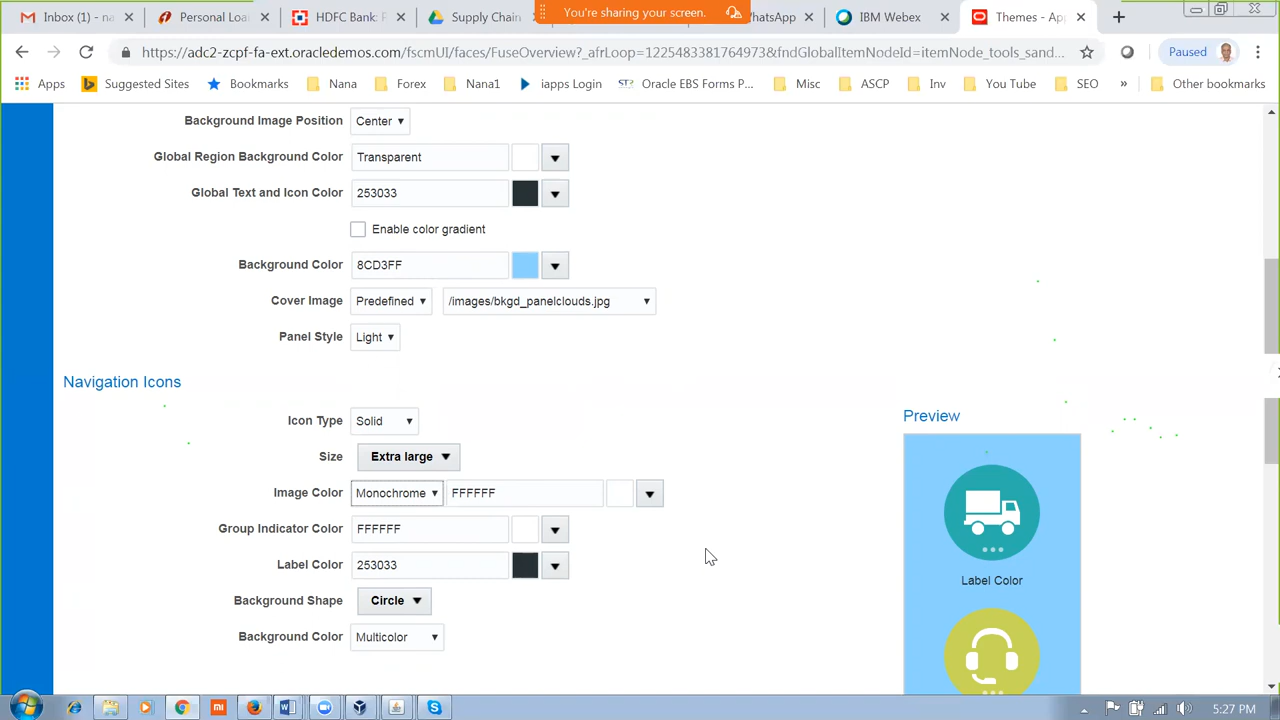 Inbox (1) - na
Personal Loa
HDFC Bank
Supply Chain
You're sharing your screen.
WhatsApp
IBM Webex
Themes - Ap
https://adc2-zcpf-fa-ext.oracledemos.com/fscmUI/faces/FuseOverview?_afrLoop=1225483381764973&fndGlobalItemNodeId=itemNode_tools_sand...
Paused
Apps
Suggested Sites
Bookmarks
Nana
Forex
Nana1
iapps Login
Oracle EBS Forms P...
Misc
ASCP
Inv
You Tube
SEO
»
Other bookmarks
Background Image Position Center
Global Region Background Color Transparent
Global Text and Icon Color 253033
Enable color gradient
Background Color 8CD3FF
Cover Image Predefined /images/bkgd_panelclouds.jpg
Panel Style Light
Navigation Icons
Icon Type Solid
Preview
Size Extra large
Image Color Monochrome FFFFFF
Group Indicator Color FFFFFF
Label Color 253033
Label Color
Background Shape Circle
Background Color Multicolor
5:27 PM